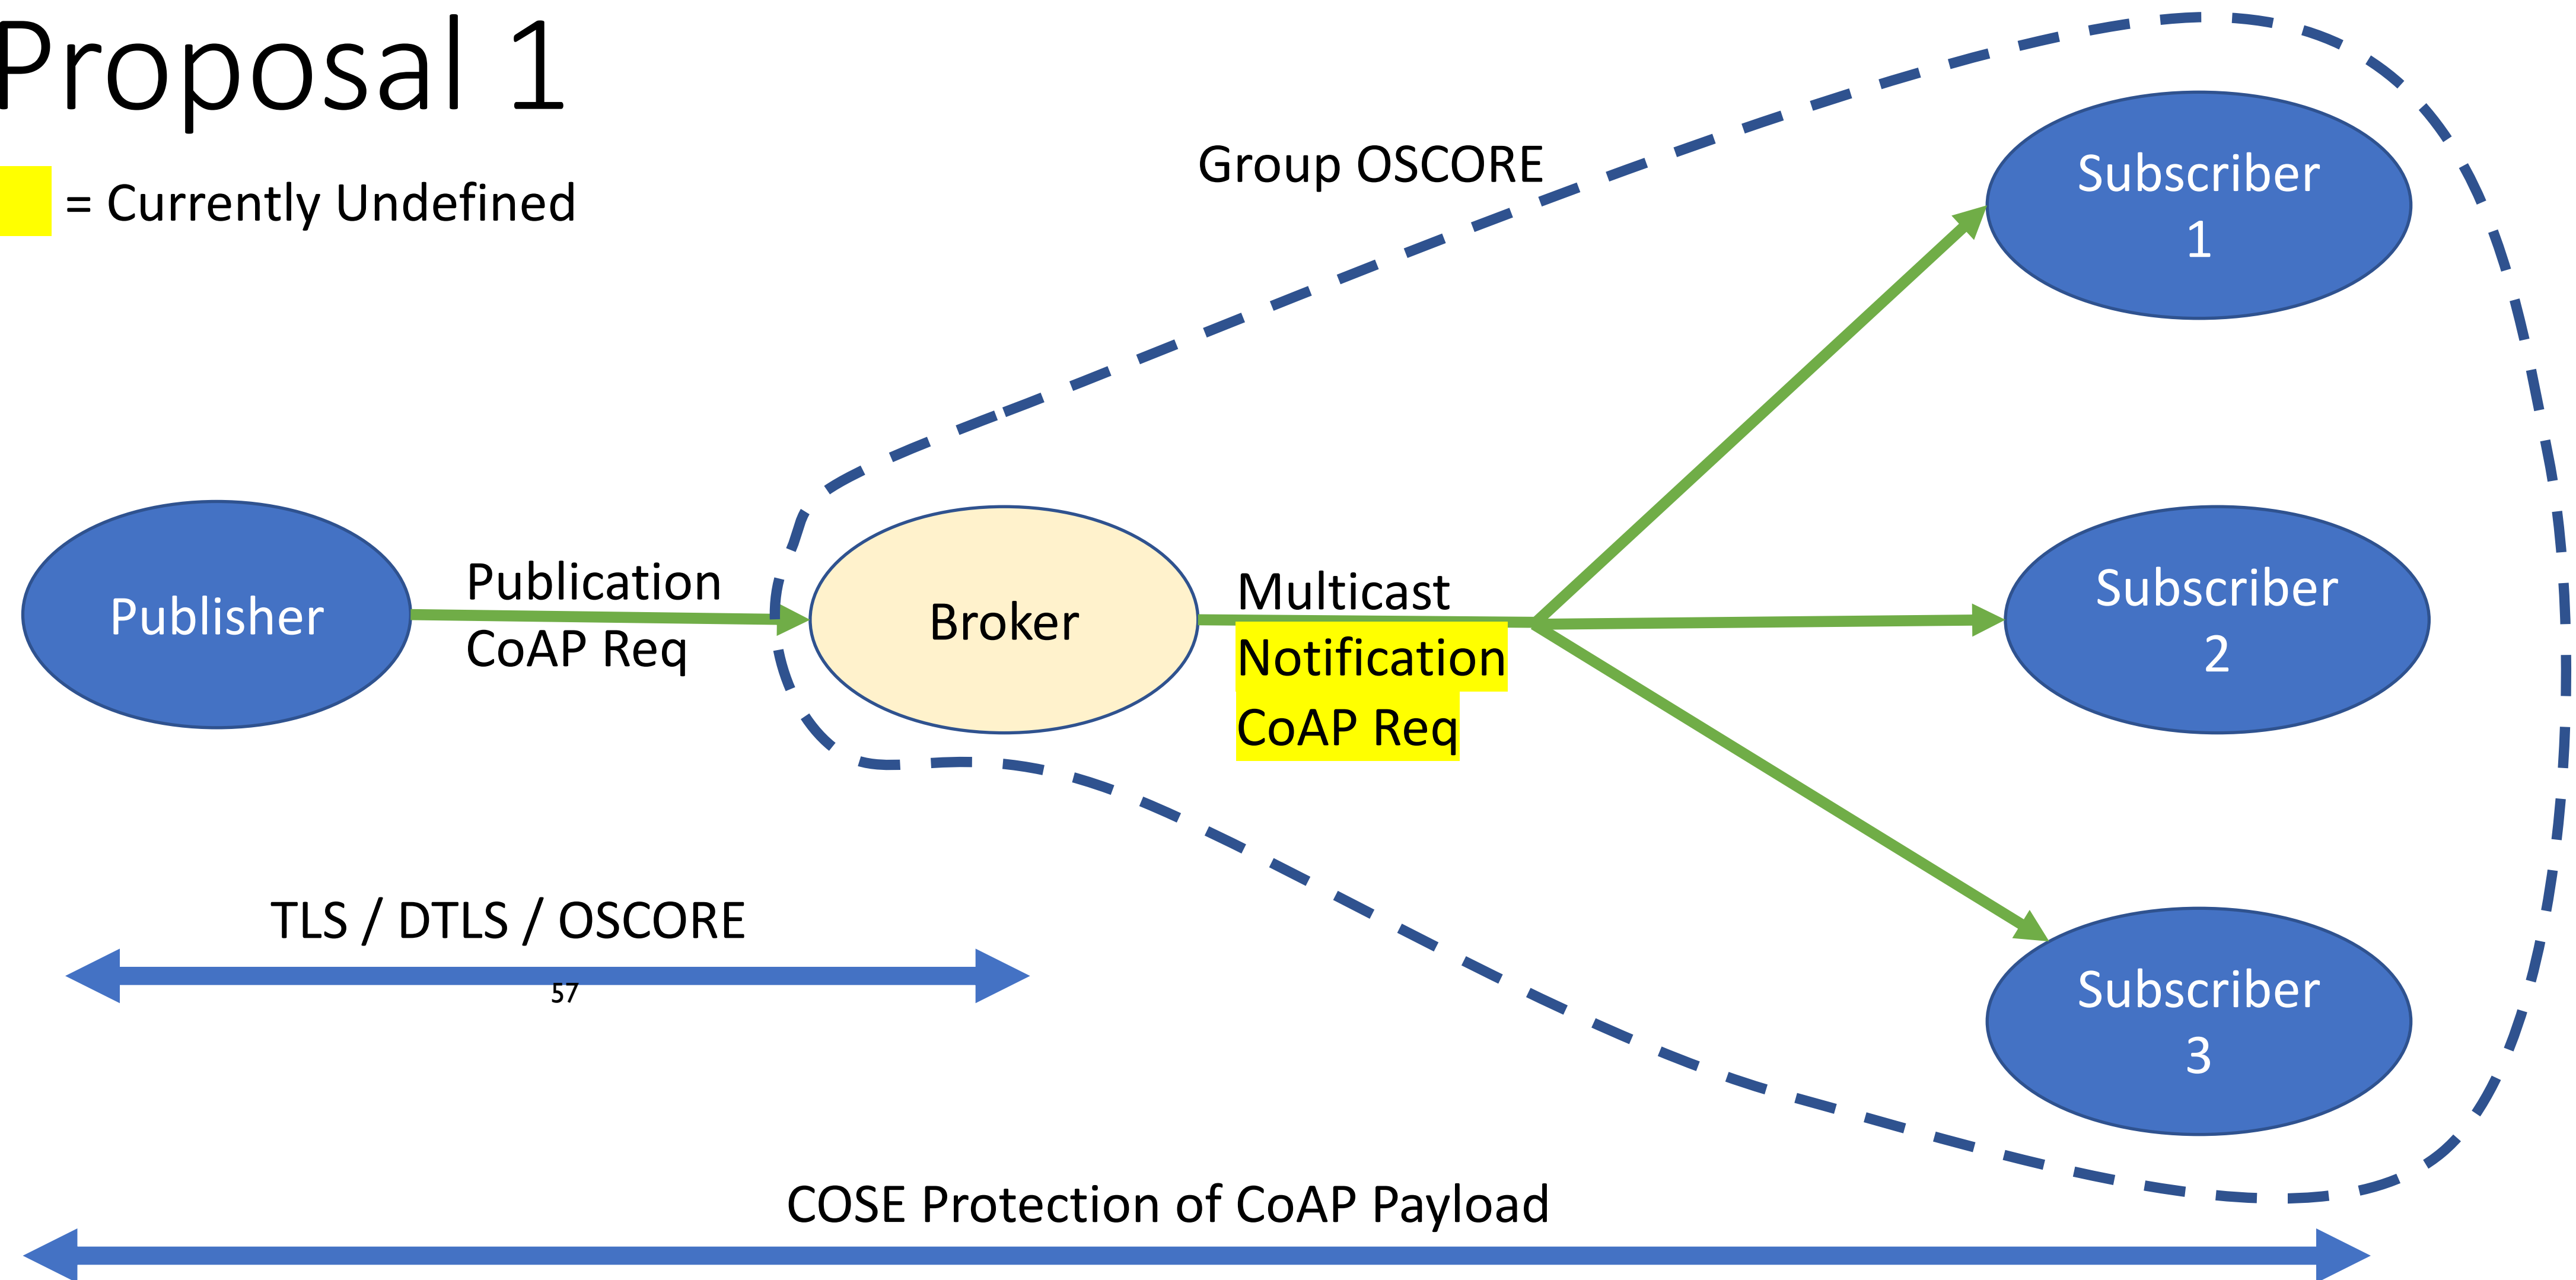 Proposal 1
= Currently Undefined
Group OSCORE
Subscriber
1
Publisher
Publication
CoAP Req
Broker
Multicast
Notification
CoAP Req
Subscriber
2
TLS / DTLS / OSCORE
57
Subscriber
3
COSE Protection of CoAP Payload